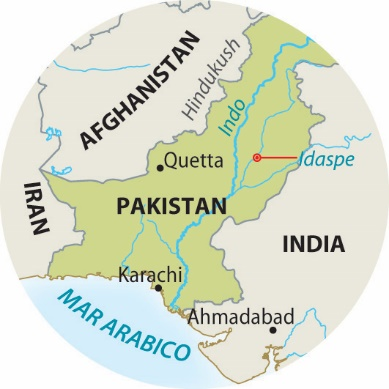 AFGHANISTAN
Hindukush
Indo
Quetta
Idaspe
IRAN
PAKISTAN
INDIA
Karachi
MAR ARABICO
Ahmadabad